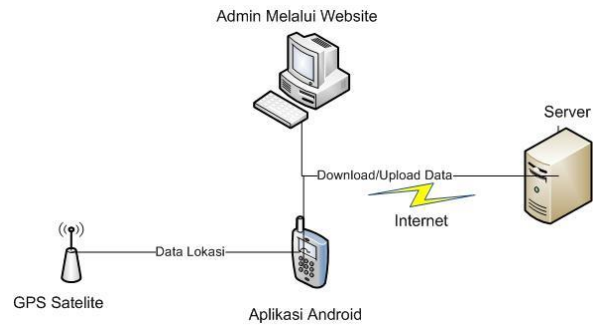 Admin Melalui Website
Server
Download/Upload Data
Internet
Data Lokasi
GPS Satelite
Aplikasi Android